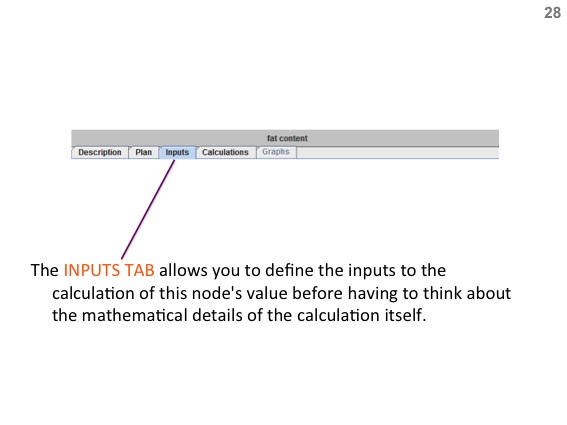 28
fat content
Description Plan Inputs Calculations Graphs
The INPUTS TAB allows you to define the inputs to the
calculation of this node's value before having to think about
the mathematical details of the calculation itself.